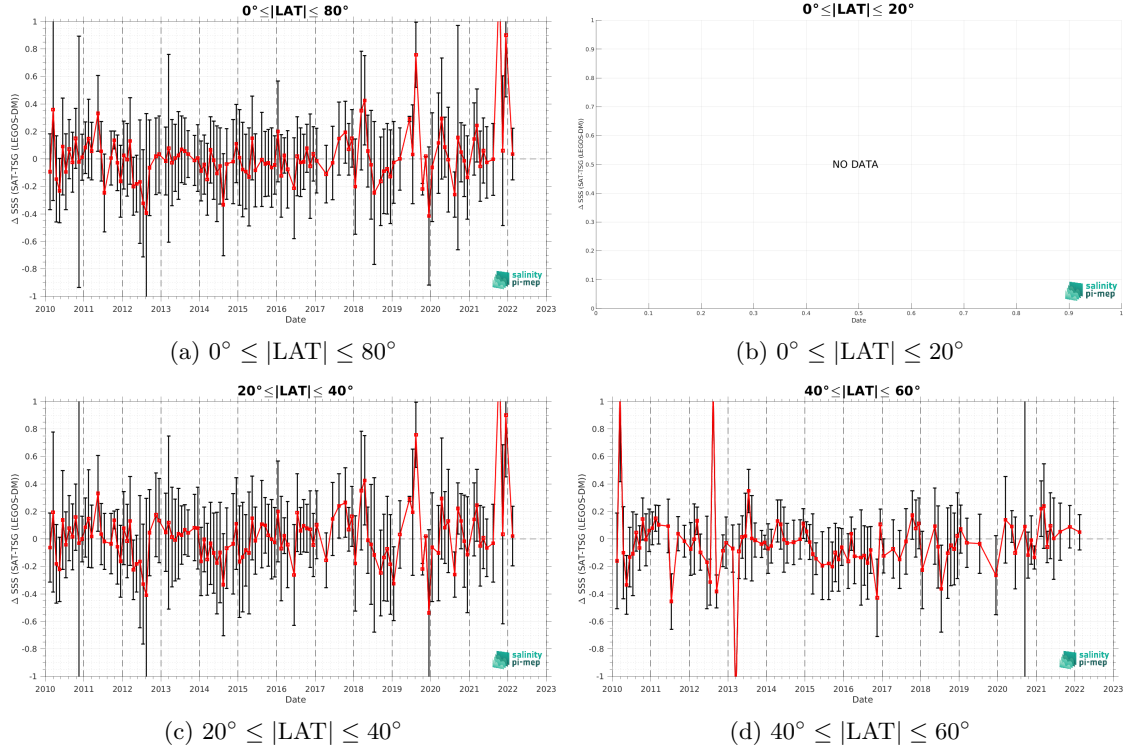 0°≤|LAT|≤ 80°
Δ SSS (SAT-TSG (LEGOS-DM))
1
0.8
0.6
0.4
0.2
0
-0.2
-0.4
-0.6
-0.8
-1
2010 2011 2012 2013 2014 2015 2016 2017 2018 2019 2020 2021 2022 2023
Date
salinity
pi-mep
(a) 0° ≤ |LAT| ≤ 80°
0°≤|LAT|≤ 20°
Δ SSS (SAT-TSG (LEGOS-DM))
1
0.9
0.8
0.7
0.6
0.5
0.4
0.3
0.2
0.1
0
NO DATA
0 0.1 0.2 0.3 0.4 0.5 0.6 0.7 0.8 0.9 1
Date
salinity
pi-mep
(b) 0° ≤ |LAT| ≤ 20°
20°≤|LAT|≤ 40°
Δ SSS (SAT-TSG (LEGOS-DM))
1
0.8
0.6
0.4
0.2
0
-0.2
-0.4
-0.6
-0.8
-1
2010 2011 2012 2013 2014 2015 2016 2017 2018 2019 2020 2021 2022 2023
Date
salinity
pi-mep
(c) 20° ≤ |LAT| ≤ 40°
40°≤|LAT|≤ 60°
Δ SSS (SAT-TSG (LEGOS-DM))
1
0.8
0.6
0.4
0.2
0
-0.2
-0.4
-0.6
-0.8
-1
2010 2011 2012 2013 2014 2015 2016 2017 2018 2019 2020 2021 2022 2023
Date
salinity
pi-mep
(d) 40° ≤ |LAT| ≤ 60°